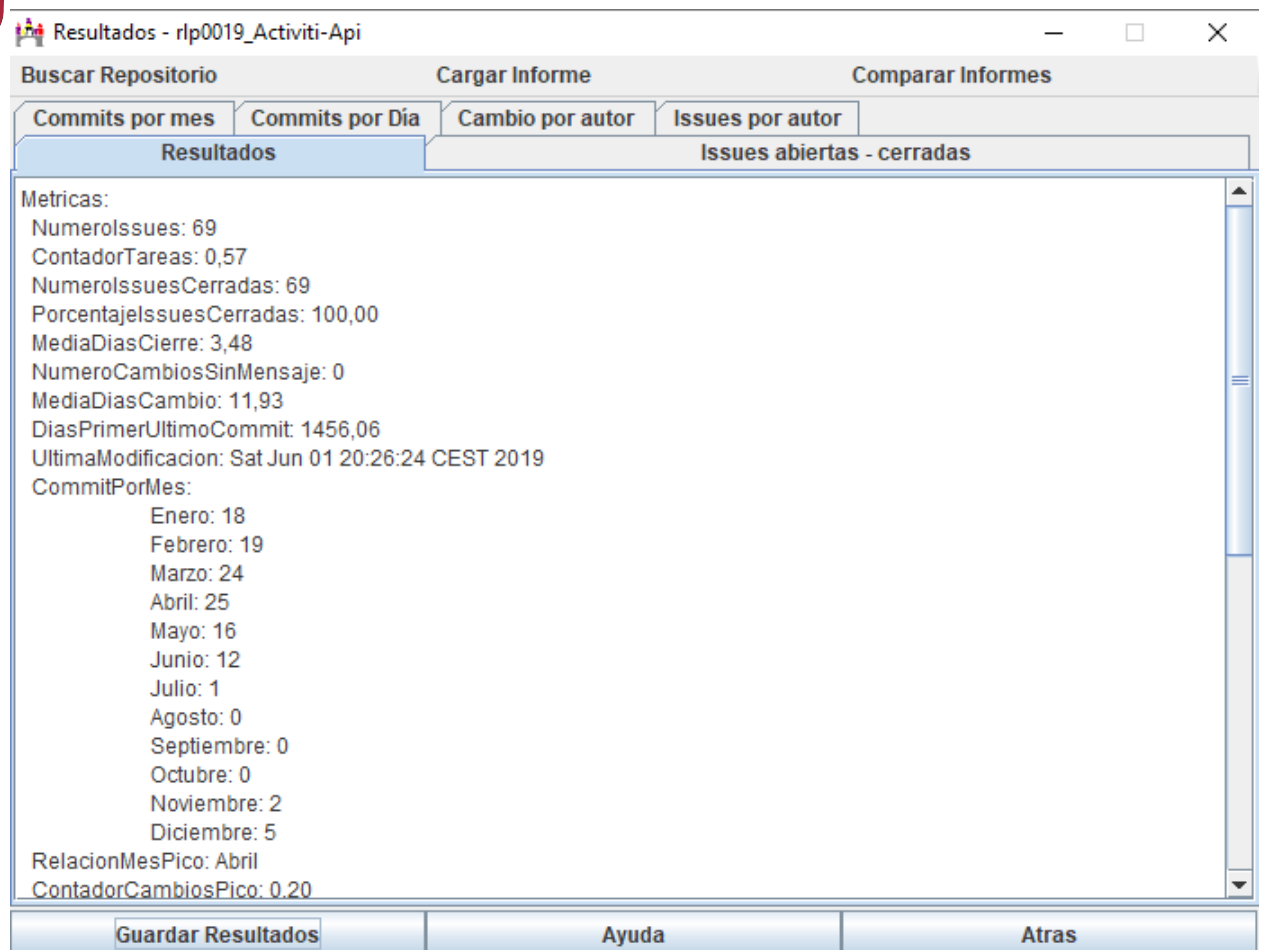 Resultados - rlp0019_Activiti-Api
Buscar Repositorio Cargar Informe Comparar Informes
Commits por mes Commits por Día Cambio por autor Issues por autor
Resultados Issues abiertas - cerradas
Metricas:
NumeroIssues: 69
ContadorTareas: 0,57
NumeroIssuesCerradas: 69
PorcentajeIssuesCerradas: 100,00
MediaDiasCierre: 3,48
NumeroCambiosSinMensaje: 0
MediaDiasCambio: 11,93
DiasPrimerUltimoCommit: 1456,06
UltimaModificacion: Sat Jun 01 20:26:24 CEST 2019
CommitPorMes:
Enero: 18
Febrero: 19
Marzo: 24
Abril: 25
Mayo: 16
Junio: 12
Julio: 1
Agosto: 0
Septiembre: 0
Octubre: 0
Noviembre: 2
Diciembre: 5
RelacionMesPico: Abril
ContadorCambiosPico: 0.20
Guardar Resultados Ayuda Atras